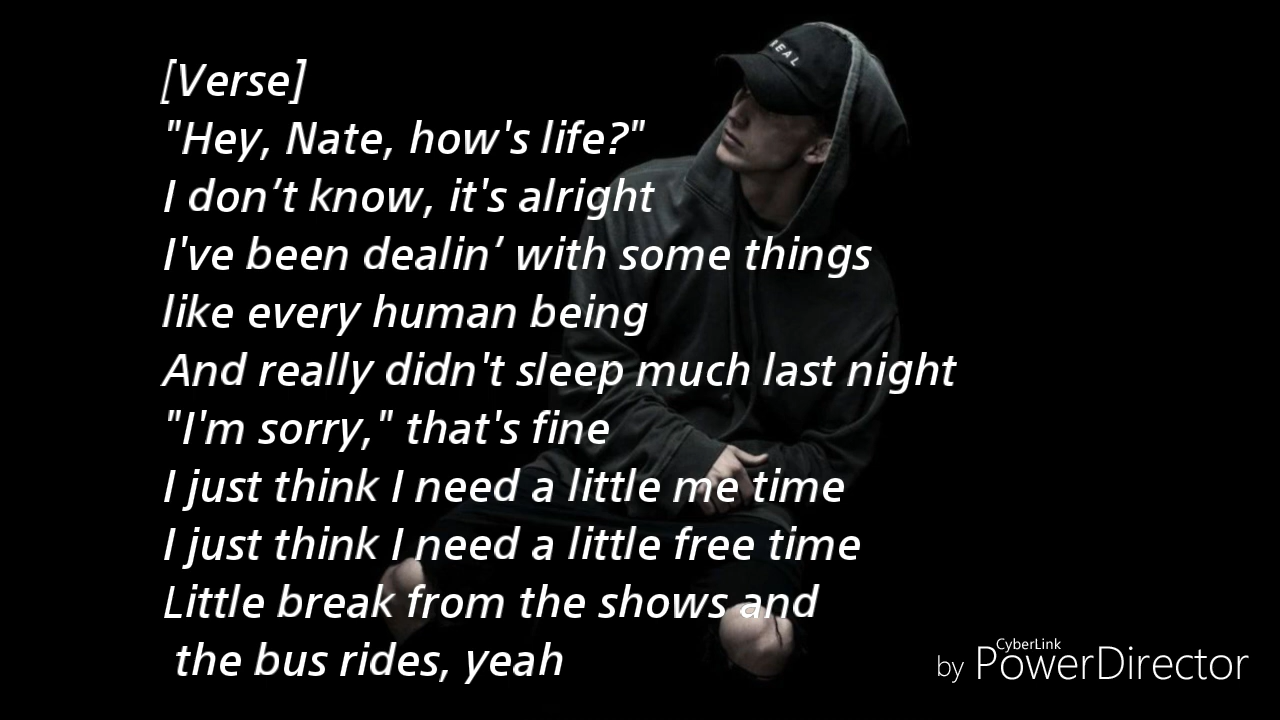 [Verse]
"Hey, Nate, how's life?"
I don’t know, it's alright
I've been dealin’ with some things
like every human being
And really didn't sleep much last night
"I'm sorry," that's fine
I just think I need a little me time
I just think I need a little free time
Little break from the shows and
the bus rides, yeah
REAL
by CyberLink PowerDirector